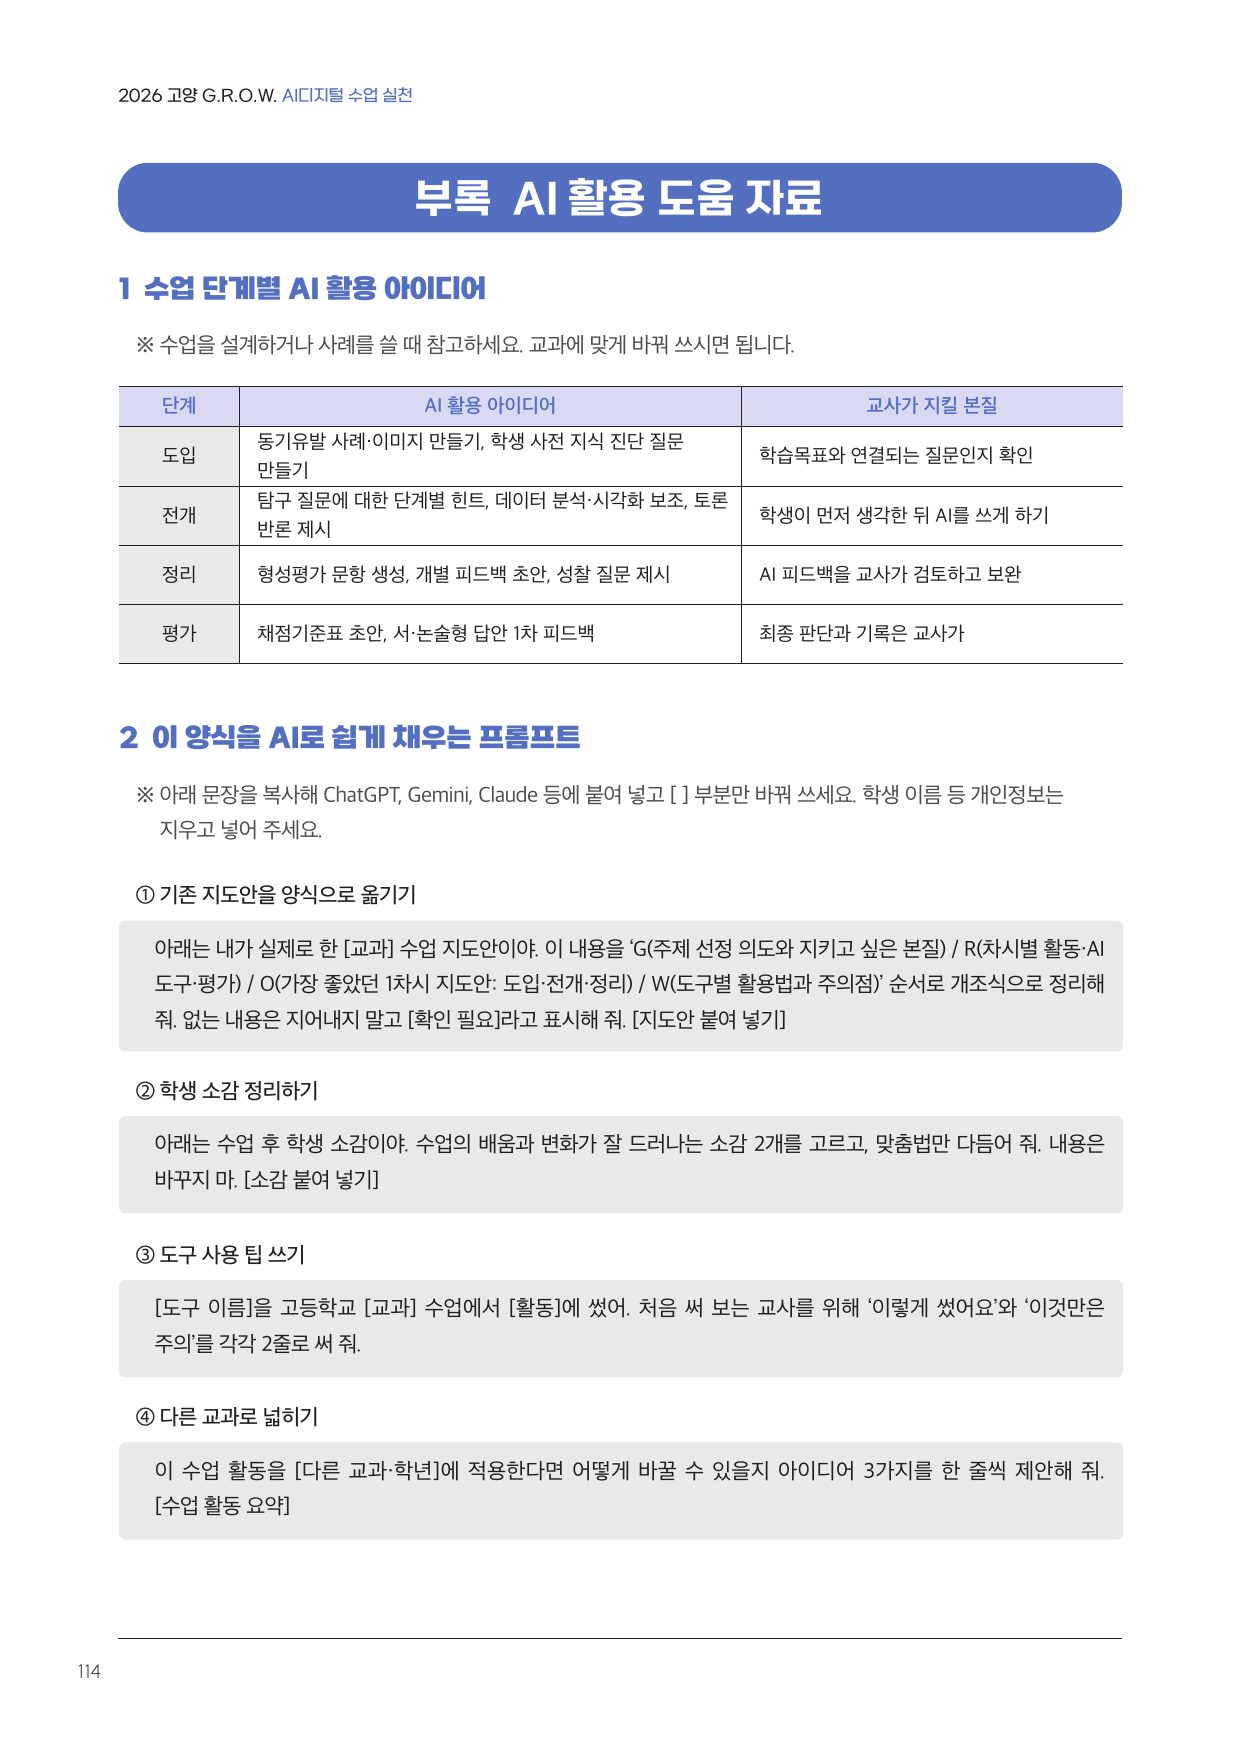 2026 고양 G.R.O.W. AI디지털 수업 실천
부록 AI 활용 도움 자료
1 수업 단계별 AI 활용 아이디어
※ 수업을 설계하거나 사례를 쓸 때 참고하세요. 교과에 맞게 바꿔 쓰시면 됩니다.
단계 AI 활용 아이디어 교사가 지킬 본질
도입 동기유발 사례·이미지 만들기, 학생 사전 지식 진단 질문
만들기 학습목표와 연결되는 질문인지 확인
전개 탐구 질문에 대한 단계별 힌트, 데이터 분석·시각화 보조, 토론
반론 제시 학생이 먼저 생각한 뒤 AI를 쓰게 하기
정리 형성평가 문항 생성, 개별 피드백 초안, 성찰 질문 제시 AI 피드백을 교사가 검토하고 보완
평가 채점기준표 초안, 서·논술형 답안 1차 피드백 최종 판단과 기록은 교사가
2 이 양식을 AI로 쉽게 채우는 프롬프트
※ 아래 문장을 복사해 ChatGPT, Gemini, Claude 등에 붙여 넣고 [ ] 부분만 바꿔 쓰세요. 학생 이름 등 개인정보는
지우고 넣어 주세요.
① 기존 지도안을 양식으로 옮기기
아래는 내가 실제로 한 [교과] 수업 지도안이야. 이 내용을 ‘G(주제 선정 의도와 지키고 싶은 본질) / R(차시별 활동·AI
도구·평가) / O(가장 좋았던 1차시 지도안: 도입·전개·정리) / W(도구별 활용법과 주의점)’ 순서로 개조식으로 정리해
줘. 없는 내용은 지어내지 말고 [확인 필요]라고 표시해 줘. [지도안 붙여 넣기]
② 학생 소감 정리하기
아래는 수업 후 학생 소감이야. 수업의 배움과 변화가 잘 드러나는 소감 2개를 고르고, 맞춤법만 다듬어 줘. 내용은
바꾸지 마. [소감 붙여 넣기]
③ 도구 사용 팁 쓰기
[도구 이름]을 고등학교 [교과] 수업에서 [활동]에 썼어. 처음 써 보는 교사를 위해 ‘이렇게 썼어요’와 ‘이것만은
주의’를 각각 2줄로 써 줘.
④ 다른 교과로 넓히기
이 수업 활동을 [다른 교과·학년]에 적용한다면 어떻게 바꿀 수 있을지 아이디어 3가지를 한 줄씩 제안해 줘.
[수업 활동 요약]
114